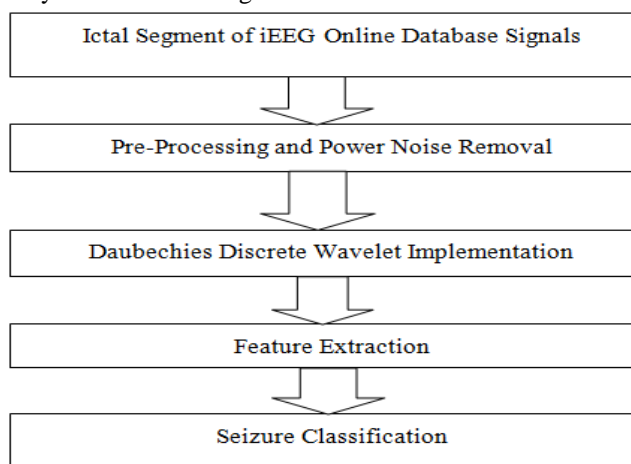 Ictal Segment of iEEG Online Database Signals
Pre-Processing and Power Noise Removal
Daubechies Discrete Wavelet Implementation
Feature Extraction
Seizure Classification